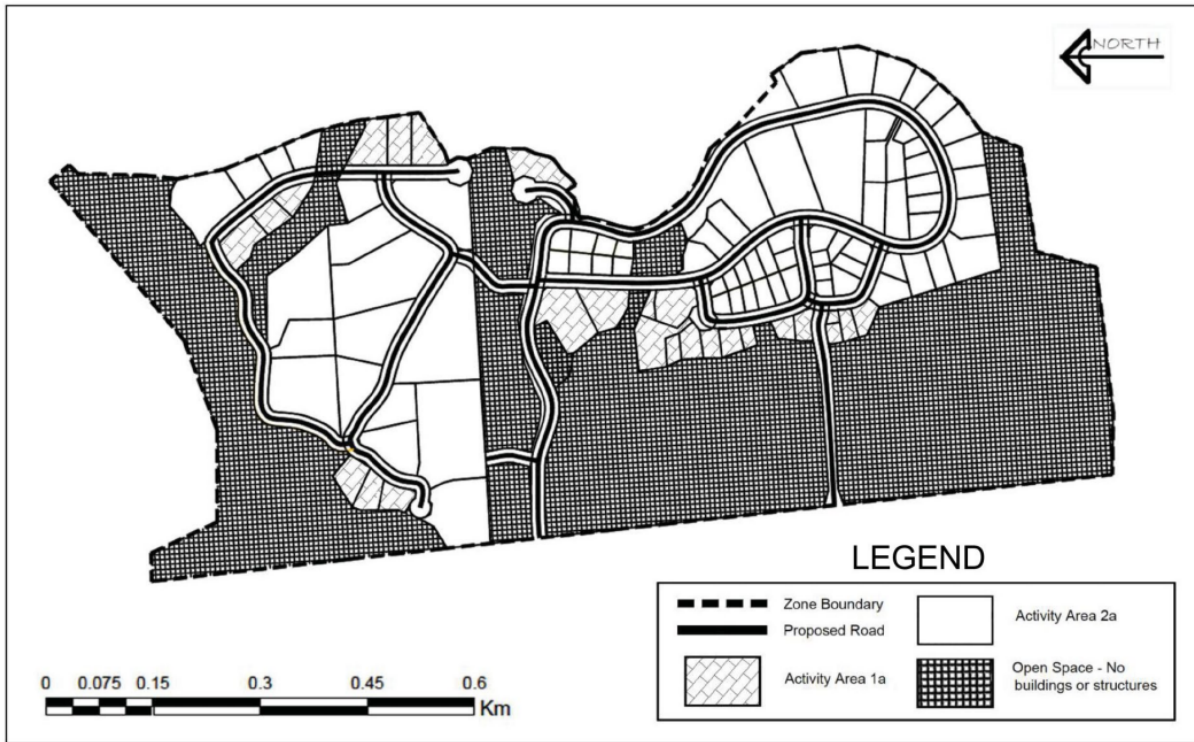 NORTH
LEGEND
Zone Boundary
Proposed Road
Activity Area 1a
Activity Area 2a
Open Space - No
buildings or structures
0 0.075 0.15 0.3 0.45 0.6
Km